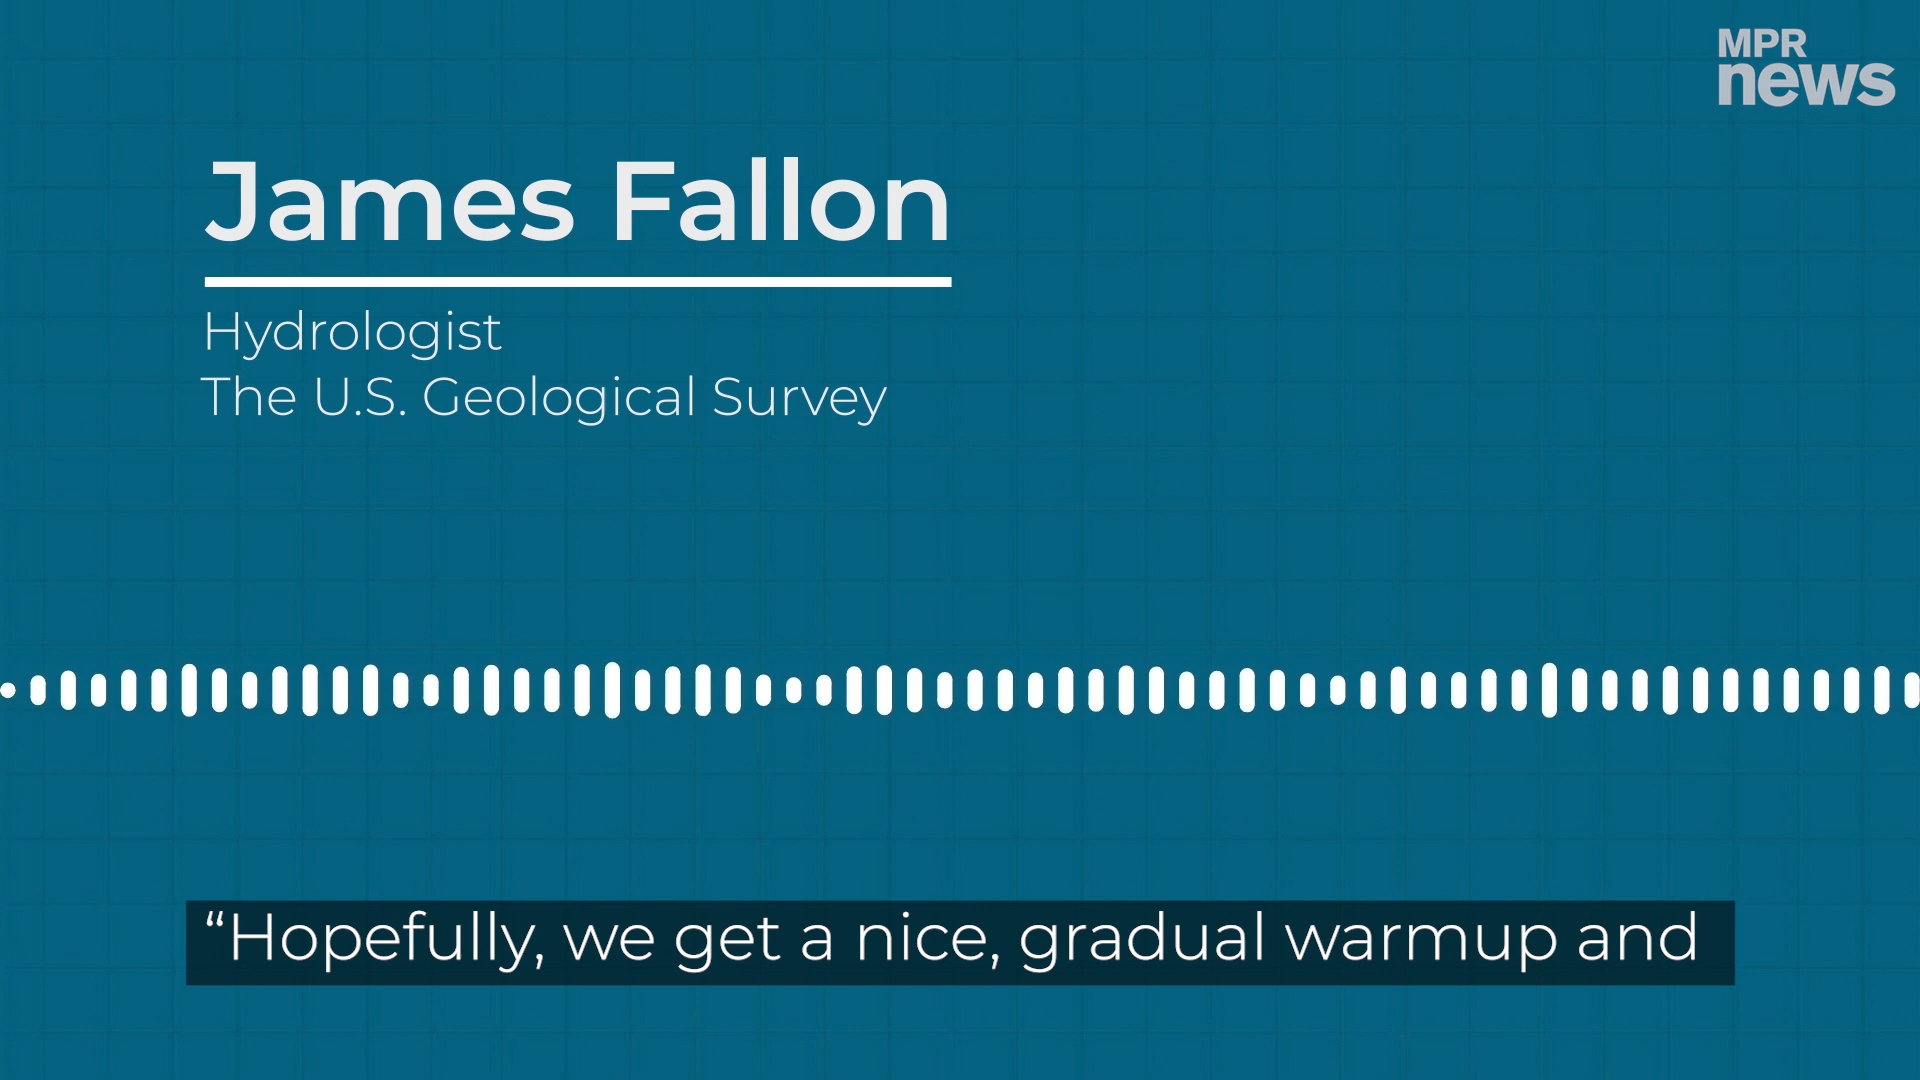 MPR
news
James Fallon
Hydrologist
The U.S. Geological Survey
“Hopefully, we get a nice, gradual warmup and